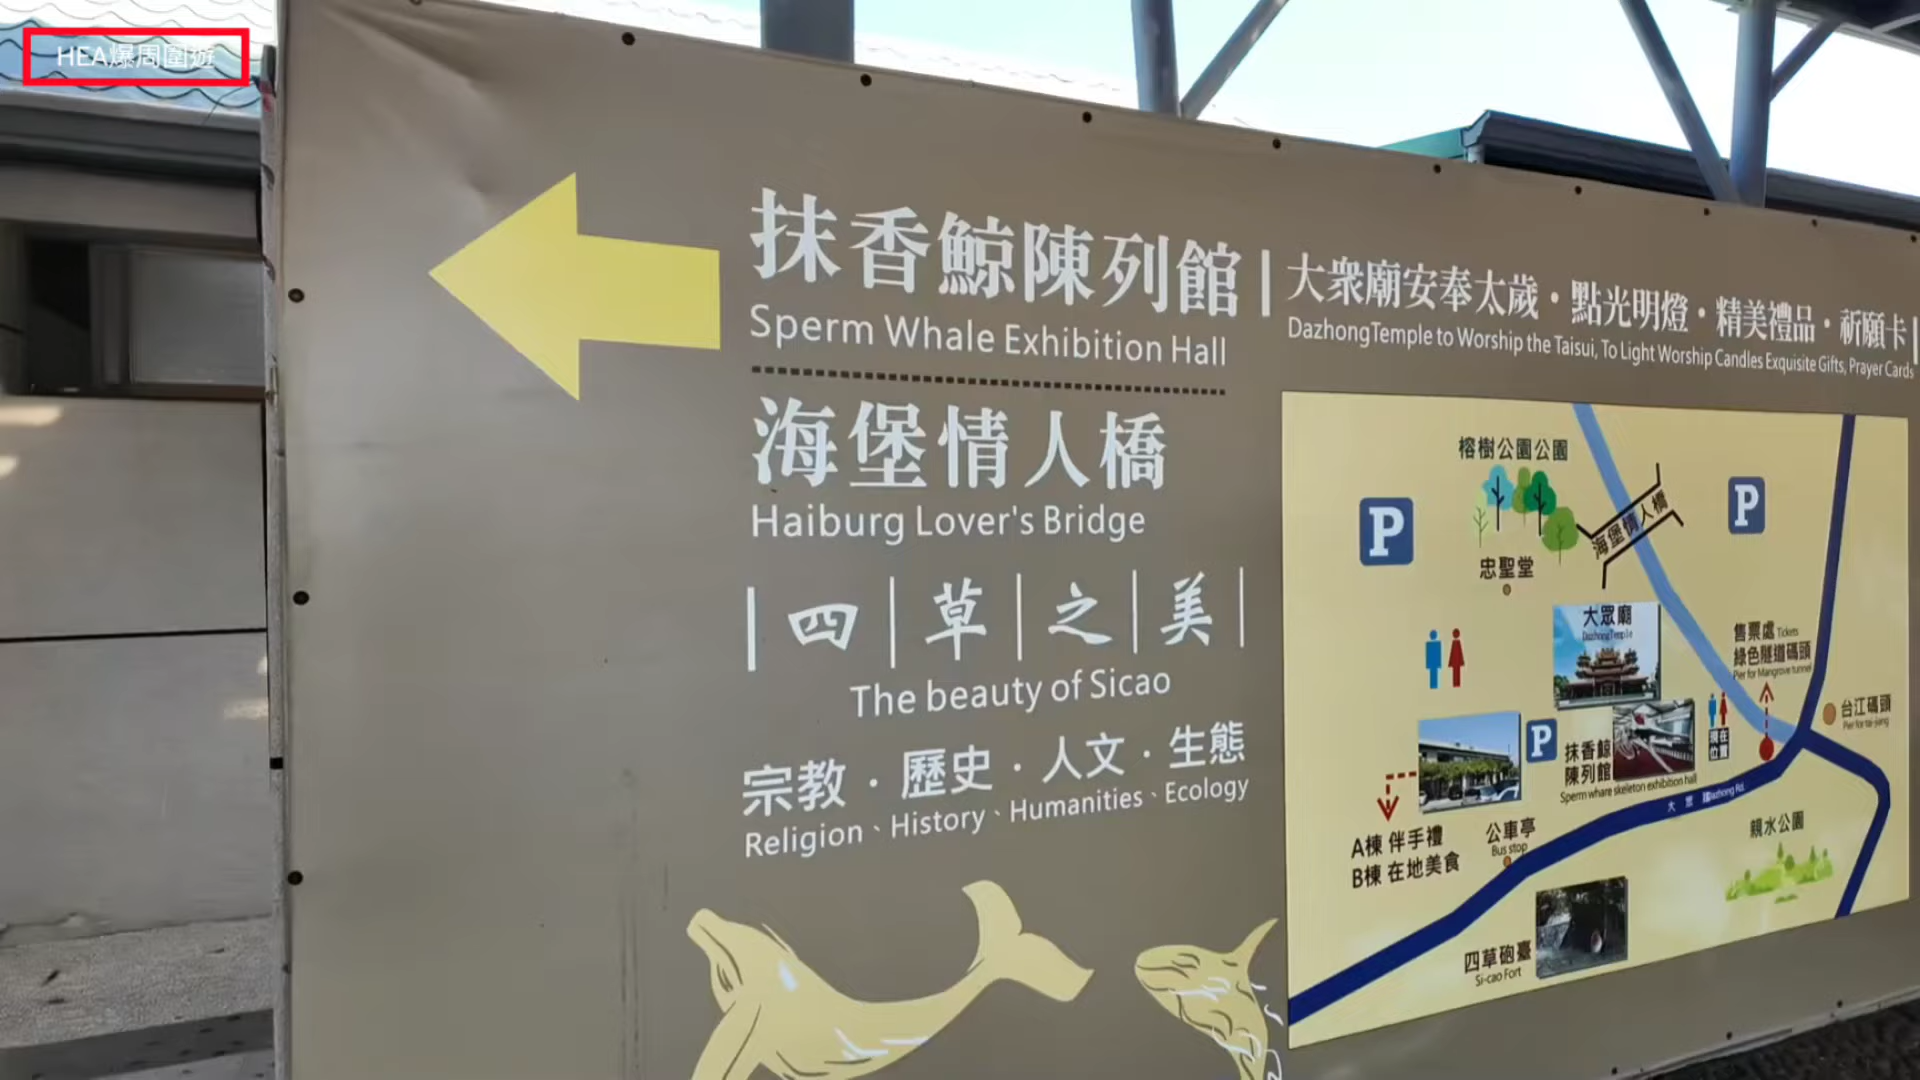 HEA爆周圍遊
抹香鯨陳列館
Sperm Whale Exhibition Hall
海堡情人橋
Haiburg Lover's Bridge
四草之美
The beauty of Sicao
宗教·歷史·人文·生態
Religion、History、Humanities、Ecology
大衆廟安奉太歲·點光明燈·精美禮品·祈願卡
DazhongTemple to Worship the Taisui, To Light Worship Candles Exquisite Gifts, Prayer Cards
榕樹公園公園
P
P
海堡情人橋
忠聖堂
大眾廟
DazhongTemple
售票處 Tickets
綠色隧道碼頭
Pier for Mangrove tunnel
台江碼頭
Pier for tai-jiang
現在
位置
P
抹香鯨
陳列館
Sperm whare skeleton exhibition hall
大 眾 路Dazhong Rd.
A棟 伴手禮
B棟 在地美食
公車亭
Bus stop
親水公園
四草砲臺
Si-cao Fort